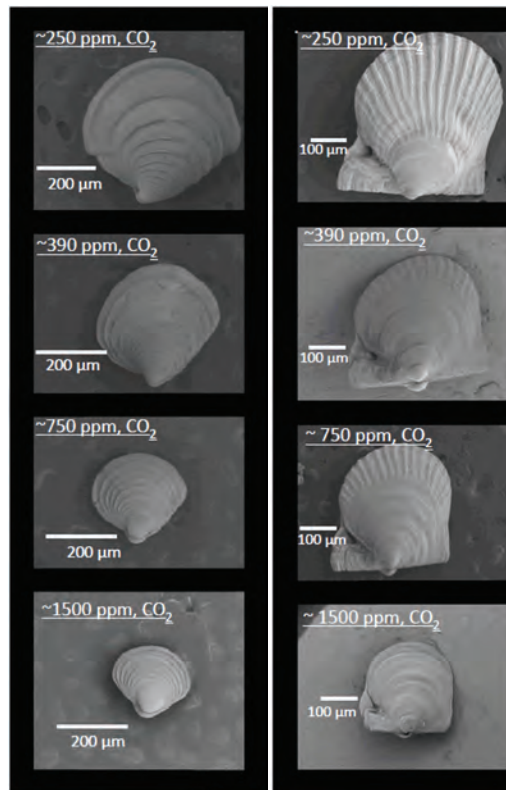 ~250 ppm, CO2
200 μm
~390 ppm, CO2
200 μm
~750 ppm, CO2
200 μm
~1500 ppm, CO2
200 μm
~250 ppm, CO2
100 μm
~390 ppm, CO2
100 μm
~ 750 ppm, CO2
100 μm
~ 1500 ppm, CO2
100 μm